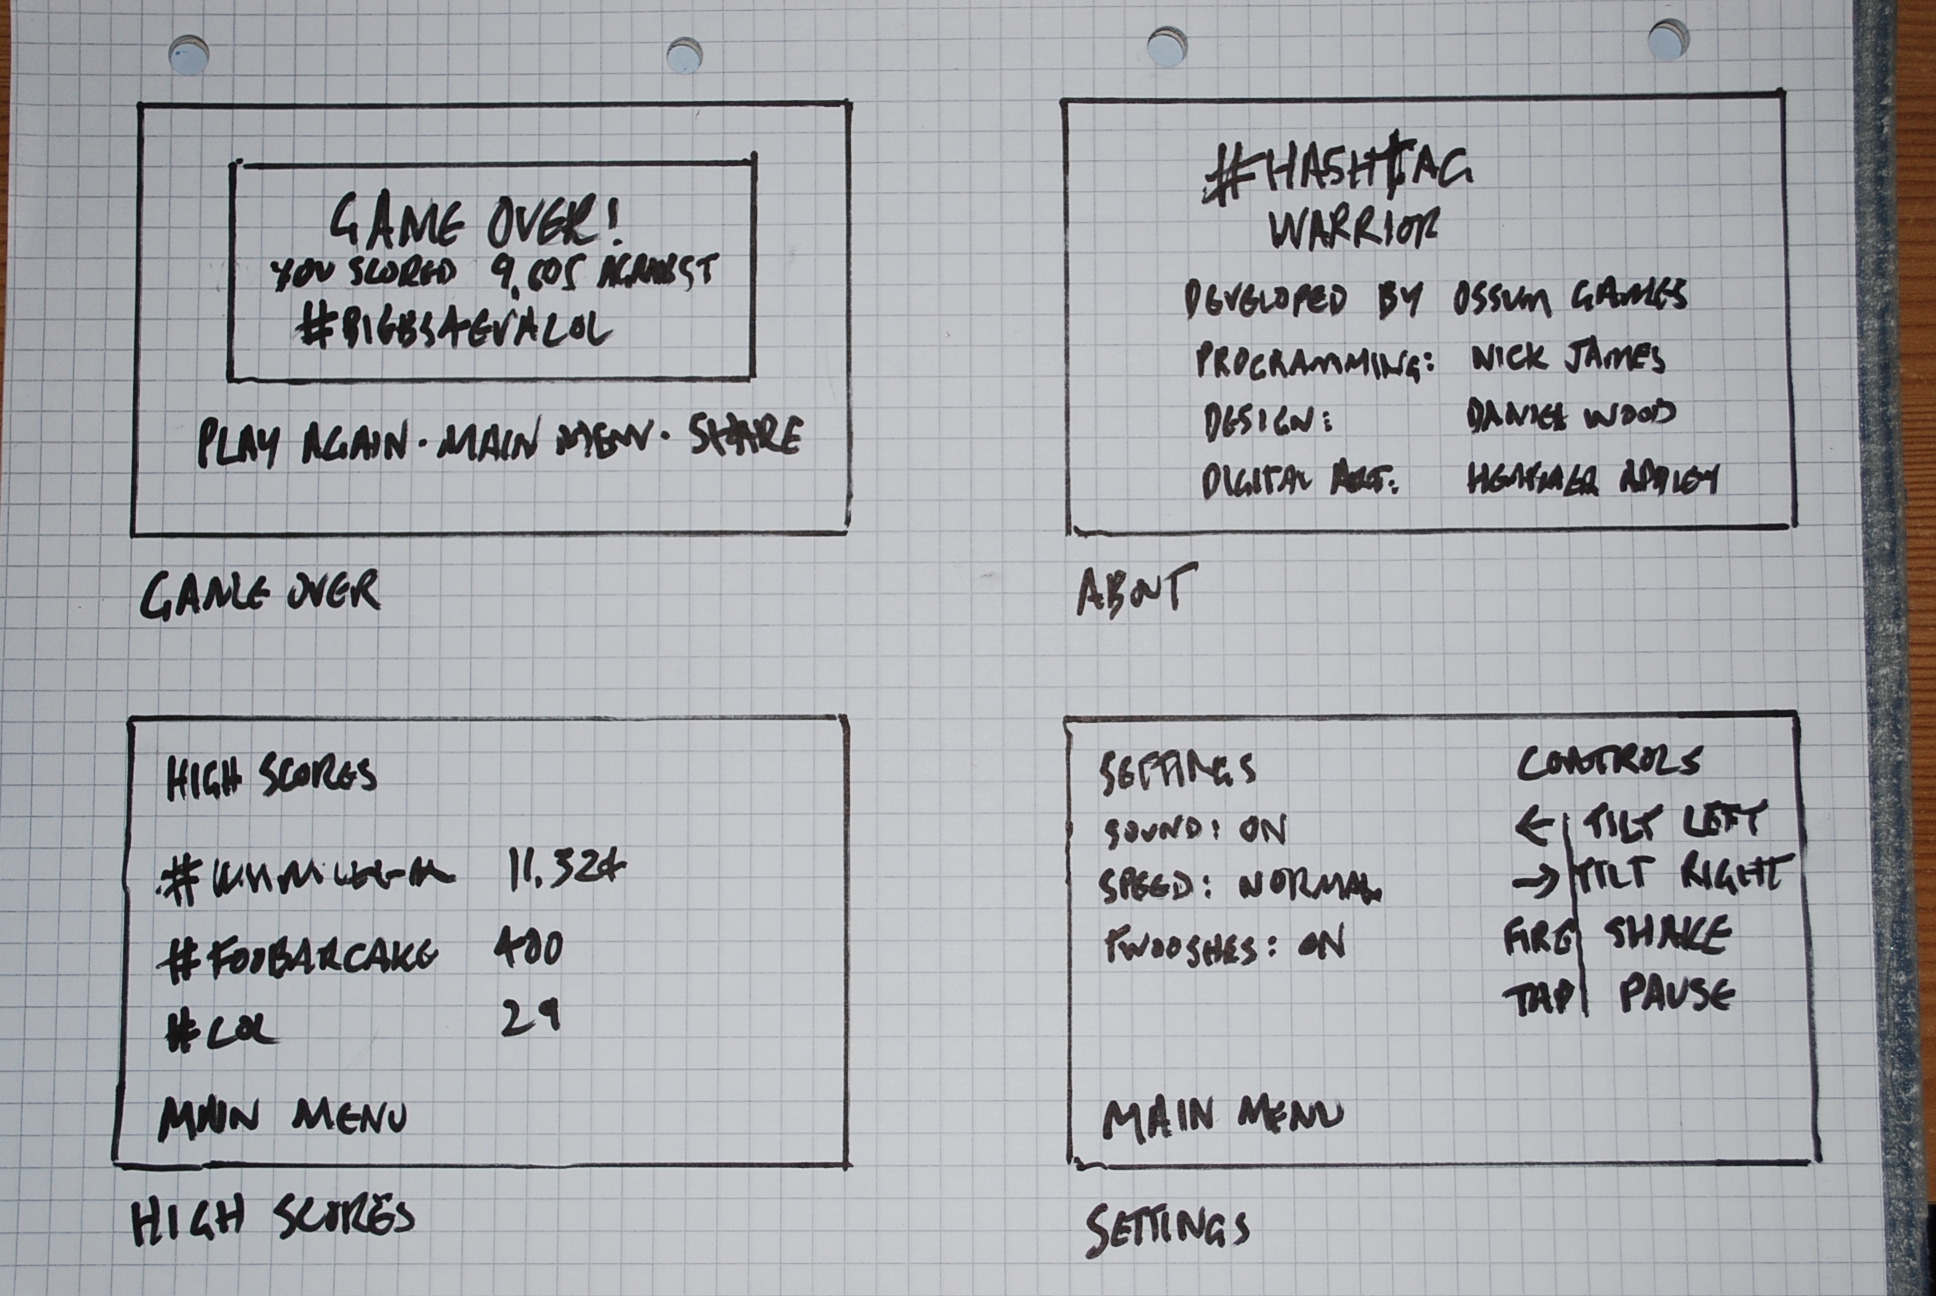 GAME OVER!
YOU SCORED 9,605 AGAINST
#BIEBS4EVALOL
PLAY AGAIN · MAIN MENU · SHARE
GAME OVER
#HASHTAG
WARRIOR
DEVELOPED BY OSSUM GAMES
PROGRAMMING: NICK JAMES
DESIGN: DANIEL WOOD
DIGITAL ART: HEATHER
ABOUT
HIGH SCORES
11,324
#FOOBARCAKE 400
#LOL 29
MAIN MENU
HIGH SCORES
SETTINGS
SOUND: ON
SPEED: NORMAL
TWOOSHES: ON
CONTROLS
← TILT LEFT
→ TILT RIGHT
FIRE SHAKE
TAP PAUSE
MAIN MENU
SETTINGS